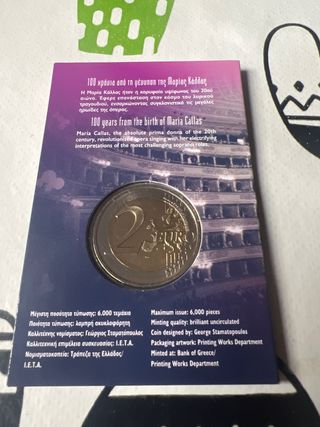 100 χρόνια από τη γέννηση της Μαρίας Κάλλας
Η Μαρία Κάλλας ήταν η κορυφαία υψίφωνος του 20ού
αιώνα. Έφερε επανάσταση στον κόσμο του λυρικού
τραγουδιού, ενσαρκώνοντας συγκλονιστικά τις μεγάλες
ηρωίδες της όπερας.
100 years from the birth of Maria Callas
Maria Callas, the absolute prima donna of the 20th
century, revolutionized opera singing with her electrifying
interpretations of the most challenging soprano roles.
2 EURO
Μέγιστη ποσότητα τύπωσης: 6.000 τεμάχια
Ποιότητα τύπωσης: λαμπρή ακυκλοφόρητη
Καλλιτέχνης νομίσματος: Γεώργιος Σταματόπουλος
Καλλιτεχνική επιμέλεια συσκευασίας: Ι.Ε.Τ.Α.
Νομισματοκοπείο: Τράπεζα της Ελλάδος/
Ι.Ε.Τ.Α.
Maximum issue: 6,000 pieces
Minting quality: brilliant uncirculated
Coin designed by: George Stamatopoulos
Packaging artwork: Printing Works Department
Minted at: Bank of Greece/
Printing Works Department